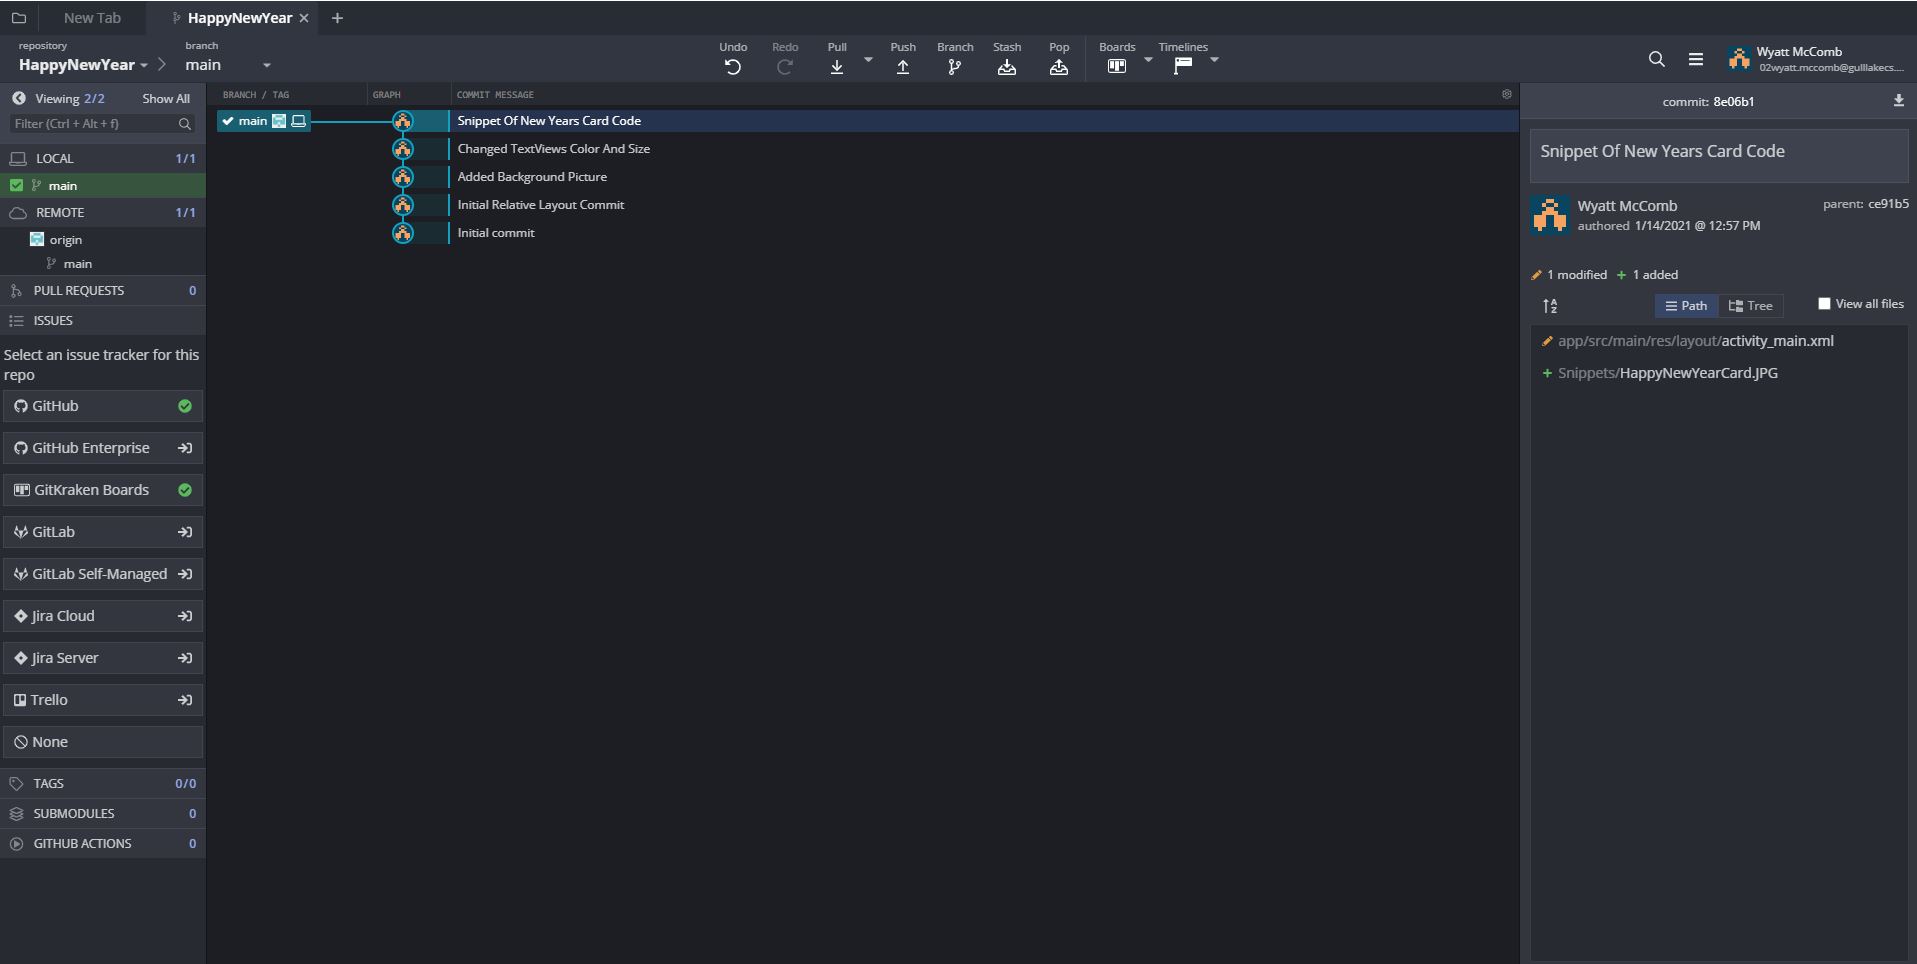 New Tab
HappyNewYear
repository
HappyNewYear
branch
main
Undo
Redo
Pull
Push
Branch
Stash
Pop
Boards
Timelines
Wyatt McComb
02wyatt.mccomb@gulllakecs....
Viewing 2/2
Show All
Filter (Ctrl + Alt + f)
LOCAL 1/1
main
REMOTE 1/1
origin
main
PULL REQUESTS 0
ISSUES
Select an issue tracker for this
repo
GitHub
GitHub Enterprise
GitKraken Boards
GitLab
GitLab Self-Managed
Jira Cloud
Jira Server
Trello
None
TAGS 0/0
SUBMODULES 0
GITHUB ACTIONS 0
BRANCH / TAG
GRAPH
COMMIT MESSAGE
main
Snippet Of New Years Card Code
Changed TextViews Color And Size
Added Background Picture
Initial Relative Layout Commit
Initial commit
commit: 8e06b1
Snippet Of New Years Card Code
Wyatt McComb
authored 1/14/2021 @ 12:57 PM
parent: ce91b5
1 modified + 1 added
Path
Tree
View all files
app/src/main/res/layout/activity_main.xml
+ Snippets/HappyNewYearCard.JPG